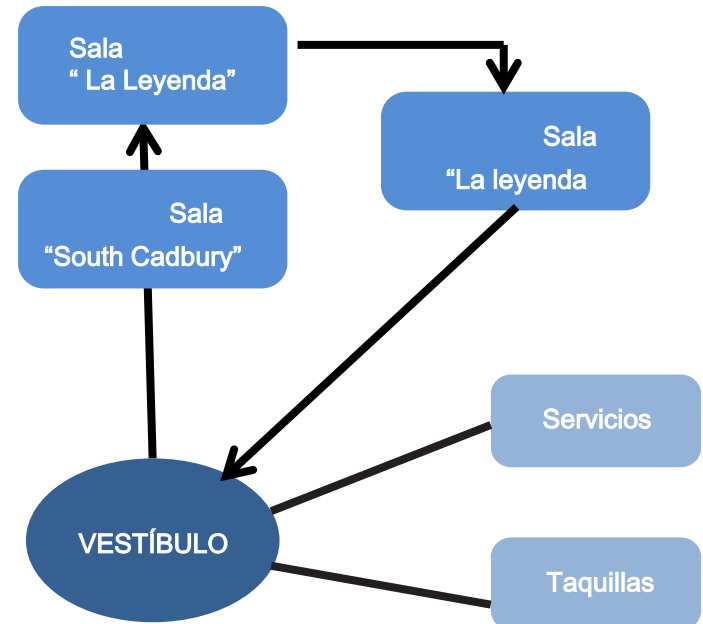 Sala
“ La Leyenda”
Sala
“La leyenda
Sala
“South Cadbury”
Servicios
VESTÍBULO
Taquillas